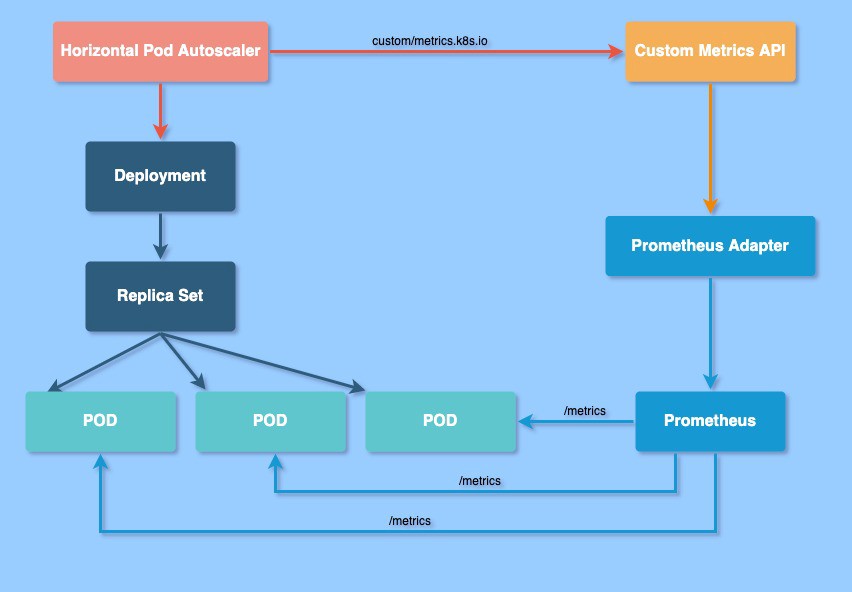 Horizontal Pod Autoscaler
custom/metrics.k8s.io
Custom Metrics API
Deployment
Prometheus Adapter
Replica Set
POD
POD
POD
/metrics
Prometheus
/metrics
/metrics